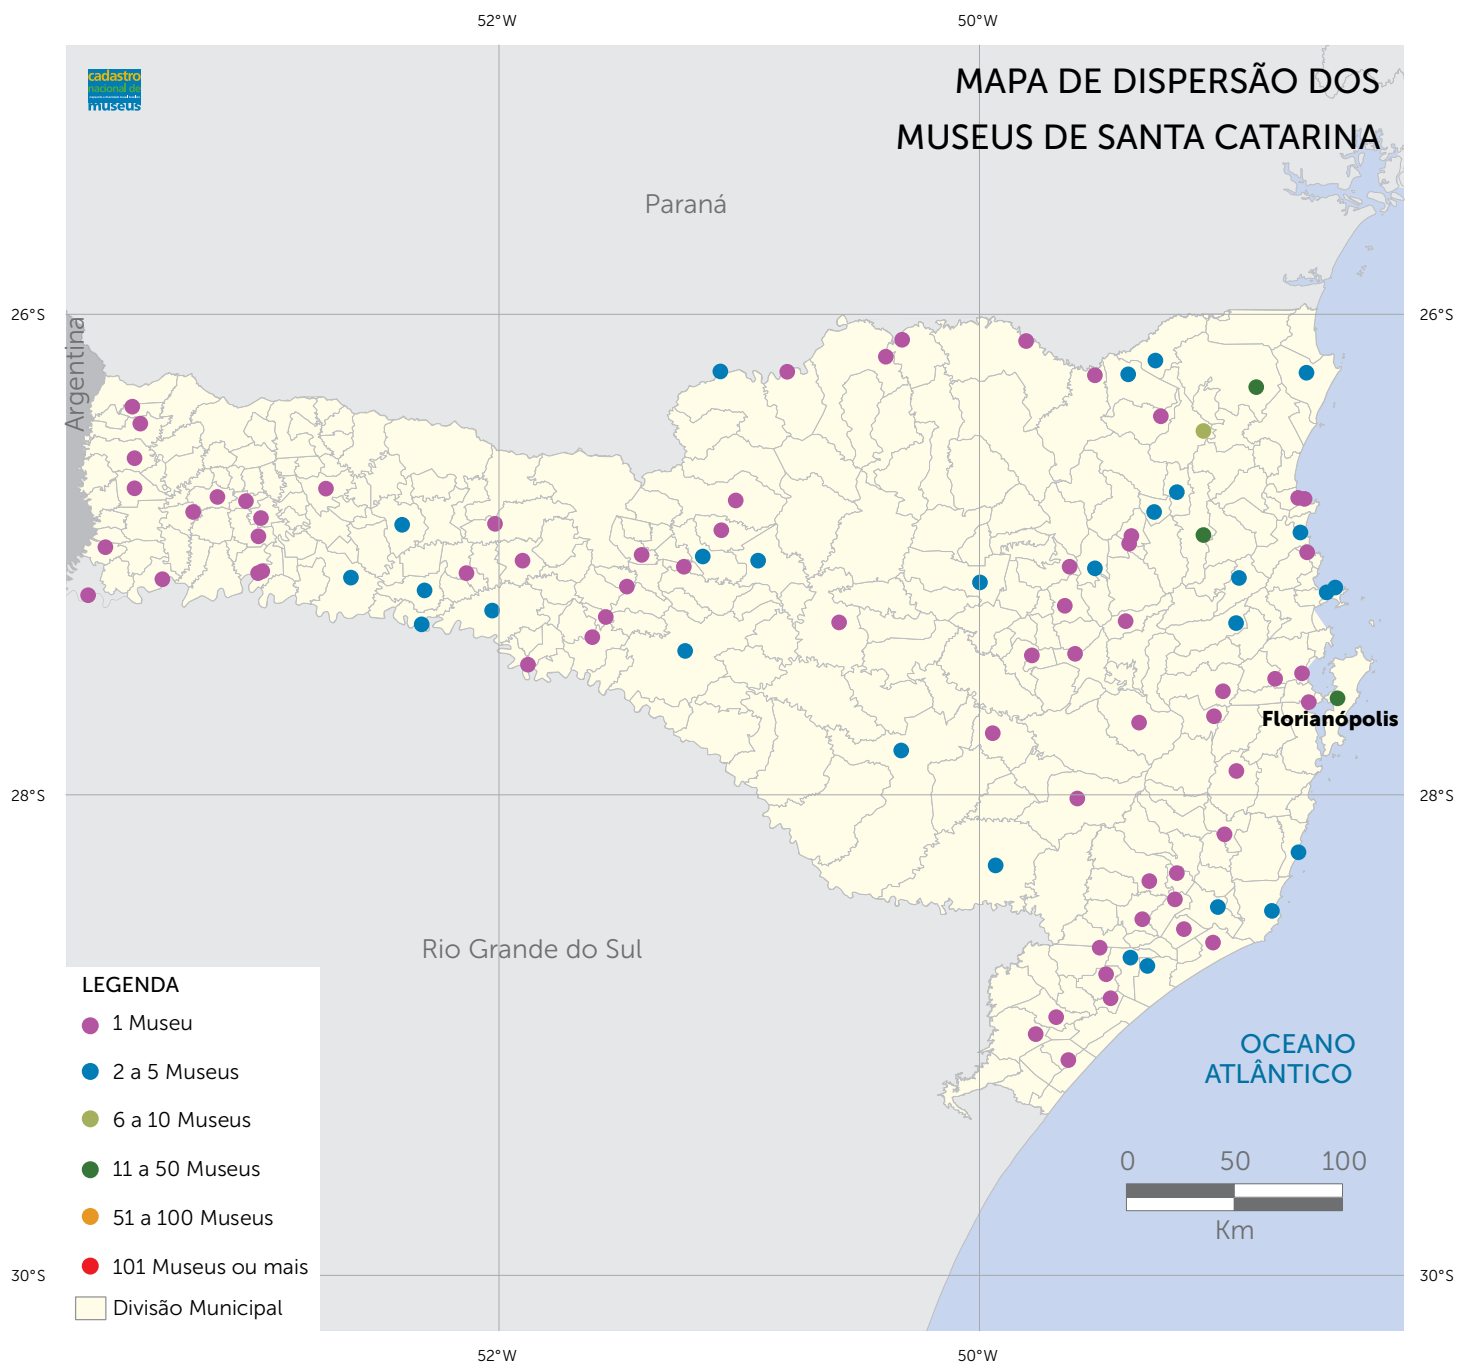 52°W
50°W
cadastro
nacional de
museus
MAPA DE DISPERSÃO DOS
MUSEUS DE SANTA CATARINA
Paraná
26°S
26°S
Argentina
Florianópolis
28°S
28°S
Rio Grande do Sul
LEGENDA
1 Museu
2 a 5 Museus
6 a 10 Museus
11 a 50 Museus
51 a 100 Museus
101 Museus ou mais
Divisão Municipal
OCEANO
ATLÂNTICO
0 50 100
Km
30°S
30°S
52°W
50°W